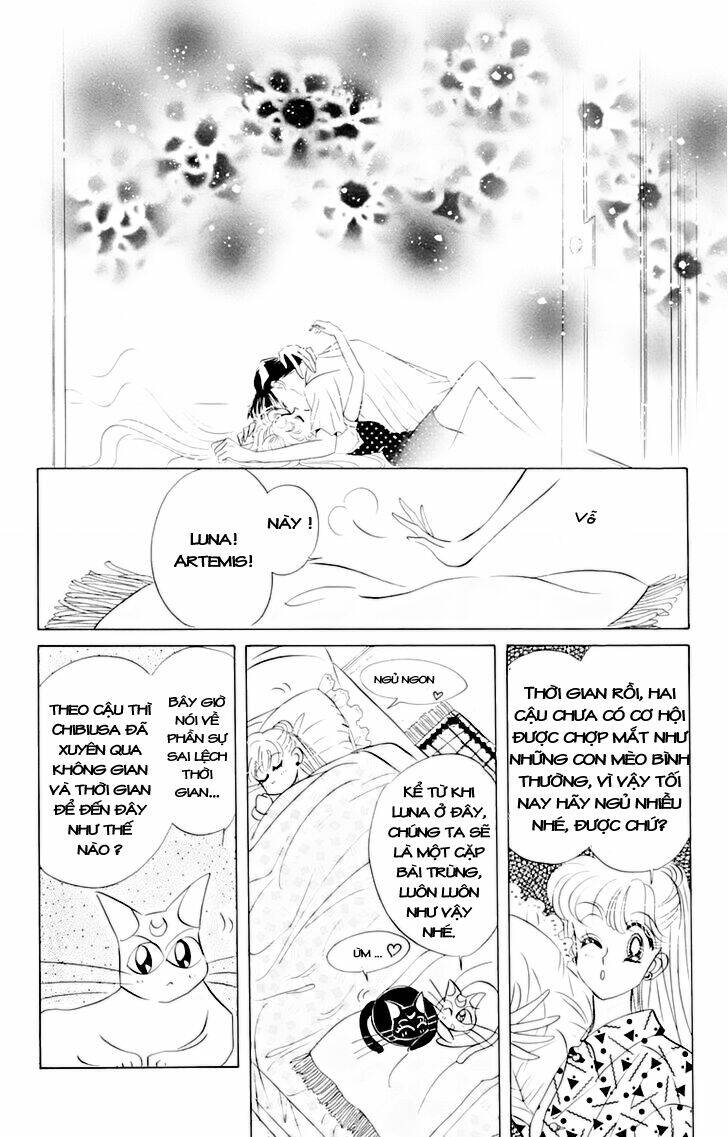 NÀY !
LUNA!
ARTEMIS!
Vỗ
THỜI GIAN RỒI, HAI
CẬU CHƯA CÓ CƠ HỘI
ĐƯỢC CHỢP MẮT NHƯ
NHỮNG CON MÈO BÌNH
THƯỜNG, VÌ VẬY TỐI
NAY HÃY NGỦ NHIỀU
NHÉ, ĐƯỢC CHỨ?
NGỦ NGON
KỂ TỪ KHI
LUNA Ở ĐÂY,
CHÚNG TA SẼ
LÀ MỘT CẶP
BÀI TRÙNG,
LUÔN LUÔN
NHƯ VẬY
NHÉ.
ỪM ...
BÂY GIỜ
NÓI VỀ
PHẦN SỰ
SAI LỆCH
THỜI
GIAN...
THEO CẬU THÌ
CHIBIUSA ĐÃ
XUYÊN QUA
KHÔNG GIAN
VÀ THỜI GIAN
ĐỂ ĐẾN ĐÂY
NHƯ THẾ
NÀO ?